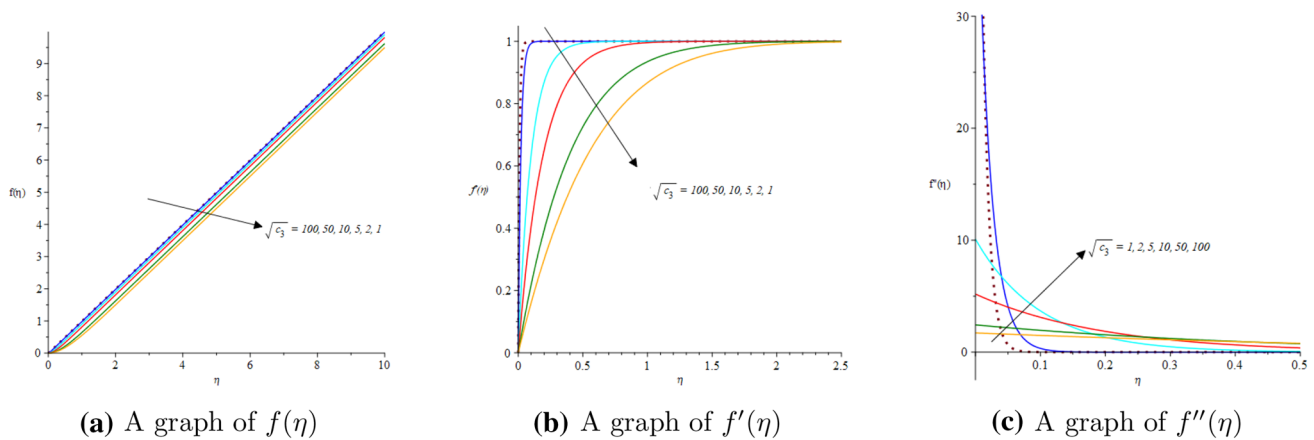 9
8
7
6
5
4
3
2
1
0
f(η)
√c₃ = 100, 50, 10, 5, 2, 1
0 2 4 6 8 10
η
(a) A graph of f(η)
1
0.8
0.6
0.4
0.2
0
f'(η)
√c₃ = 100, 50, 10, 5, 2, 1
0 0.5 1 1.5 2 2.5
η
(b) A graph of f′(η)
30
20
10
0
f''(η)
√c₃ = 1, 2, 5, 10, 50, 100
0.1 0.2 0.3 0.4 0.5
η
(c) A graph of f″(η)